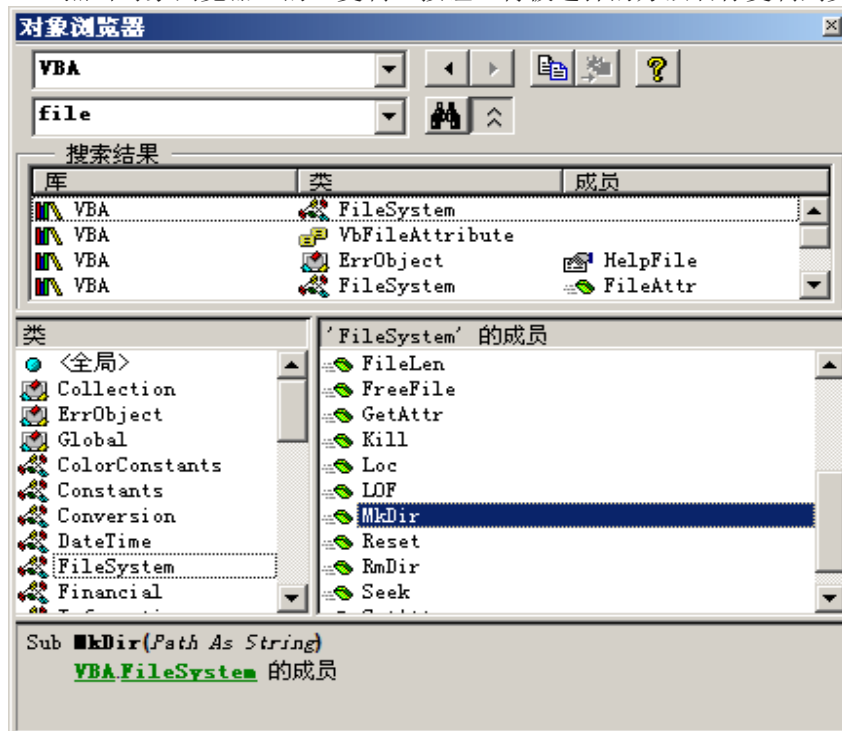 对象浏览器
VBA
file
搜索结果
库 类 成员
VBA FileSystem
VBA VbFileAttribute
VBA ErrObject HelpFile
VBA FileSystem FileAttr
类
<全局>
Collection
ErrObject
Global
ColorConstants
Constants
Conversion
DateTime
FileSystem
Financial
'FileSystem' 的成员
FileLen
FreeFile
GetAttr
Kill
Loc
LOF
MkDir
Reset
RmDir
Seek
Sub MkDir(Path As String)
VBA.FileSystem 的成员